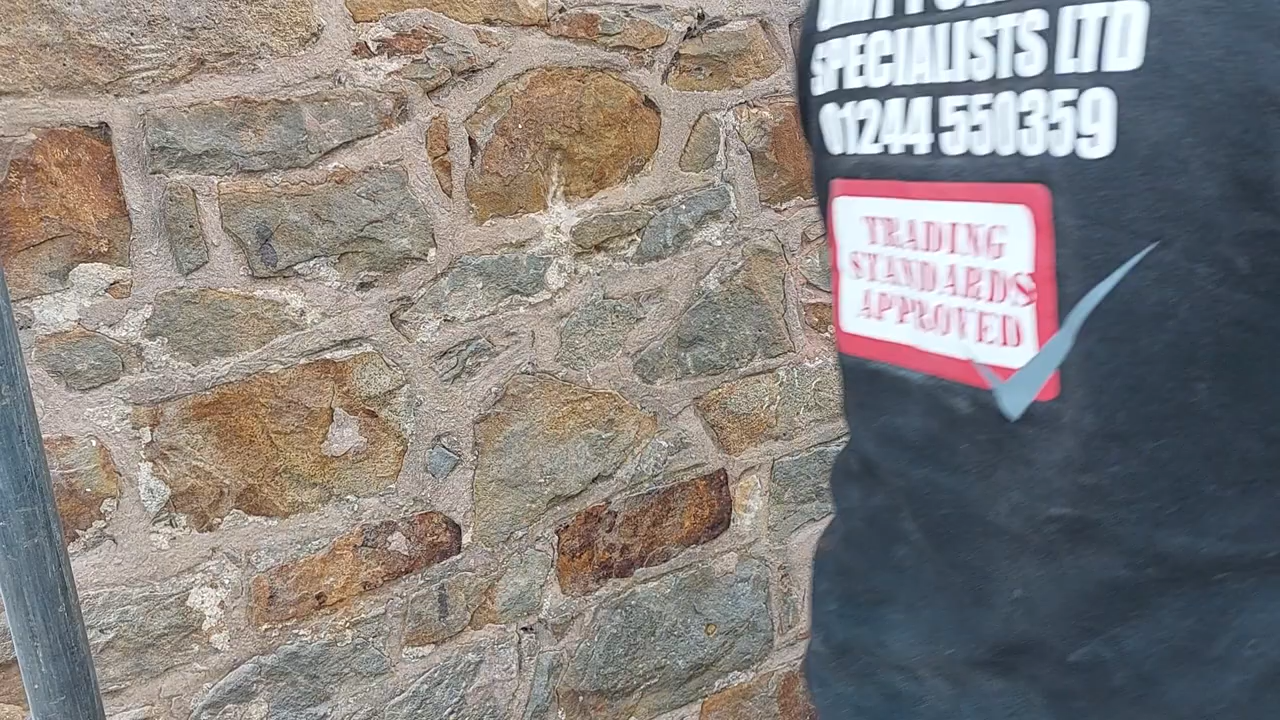 SPECIALISTS LTD
01244 550359
TRADING
STANDARDS
APPROVED